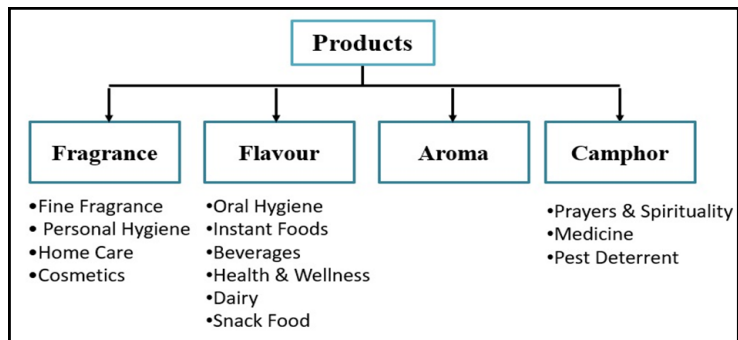 Products
Fragrance
Flavour
Aroma
Camphor
•Fine Fragrance
• Personal Hygiene
•Home Care
•Cosmetics
•Oral Hygiene
•Instant Foods
•Beverages
•Health & Wellness
•Dairy
•Snack Food
•Prayers & Spirituality
•Medicine
•Pest Deterrent